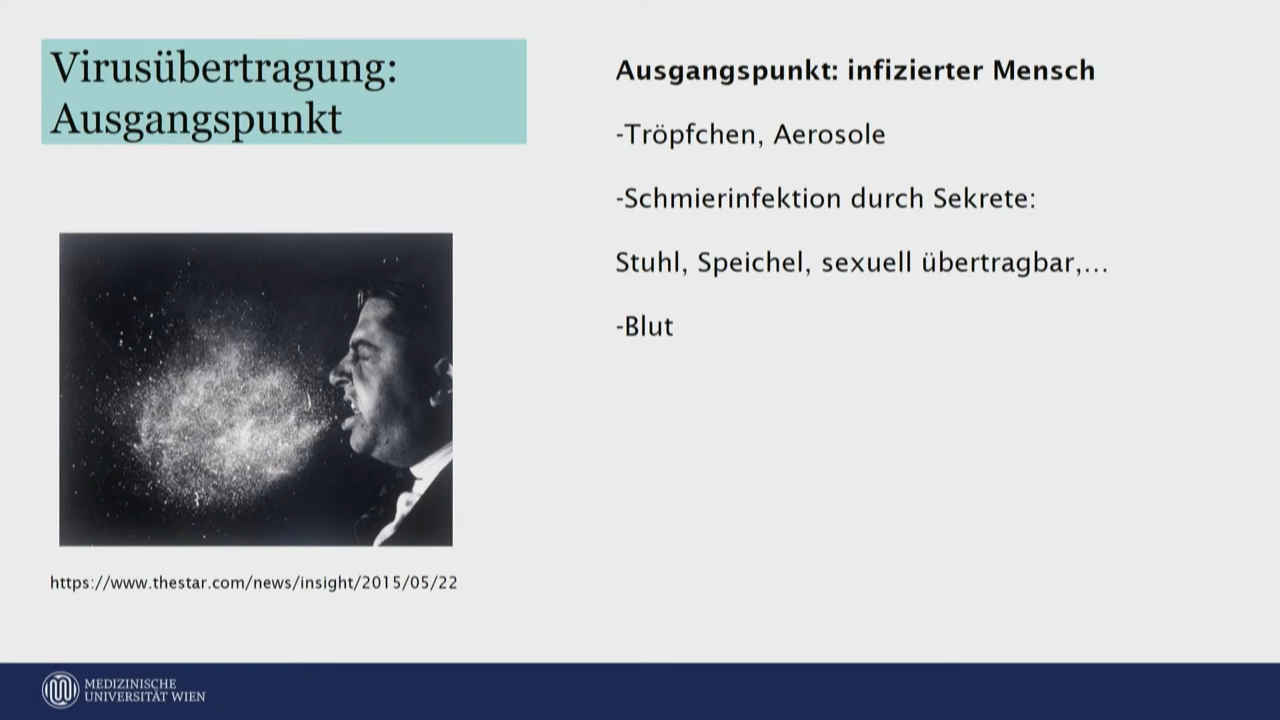 Virusübertragung:
Ausgangspunkt
Ausgangspunkt: infizierter Mensch
-Tröpfchen, Aerosole
-Schmierinfektion durch Sekrete:
Stuhl, Speichel, sexuell übertragbar,...
-Blut
https://www.thestar.com/news/insight/2015/05/22
MEDIZINISCHE
UNIVERSITÄT WIEN